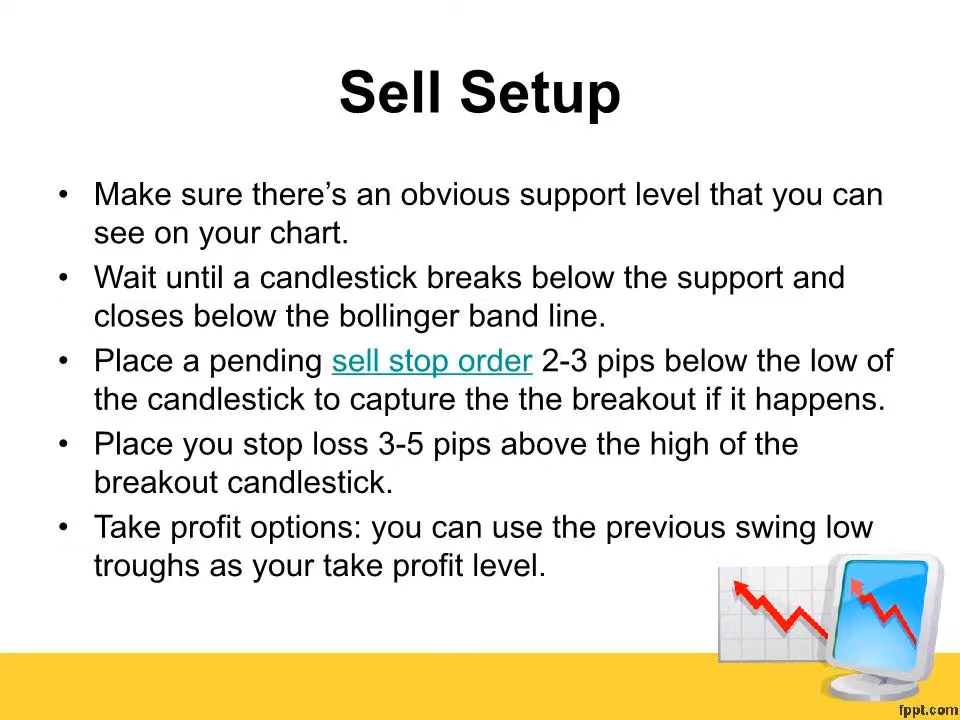 Sell Setup
• Make sure there’s an obvious support level that you can
see on your chart.
• Wait until a candlestick breaks below the support and
closes below the bollinger band line.
• Place a pending sell stop order 2-3 pips below the low of
the candlestick to capture the the breakout if it happens.
• Place you stop loss 3-5 pips above the high of the
breakout candlestick.
• Take profit options: you can use the previous swing low
troughs as your take profit level.
fppt.com